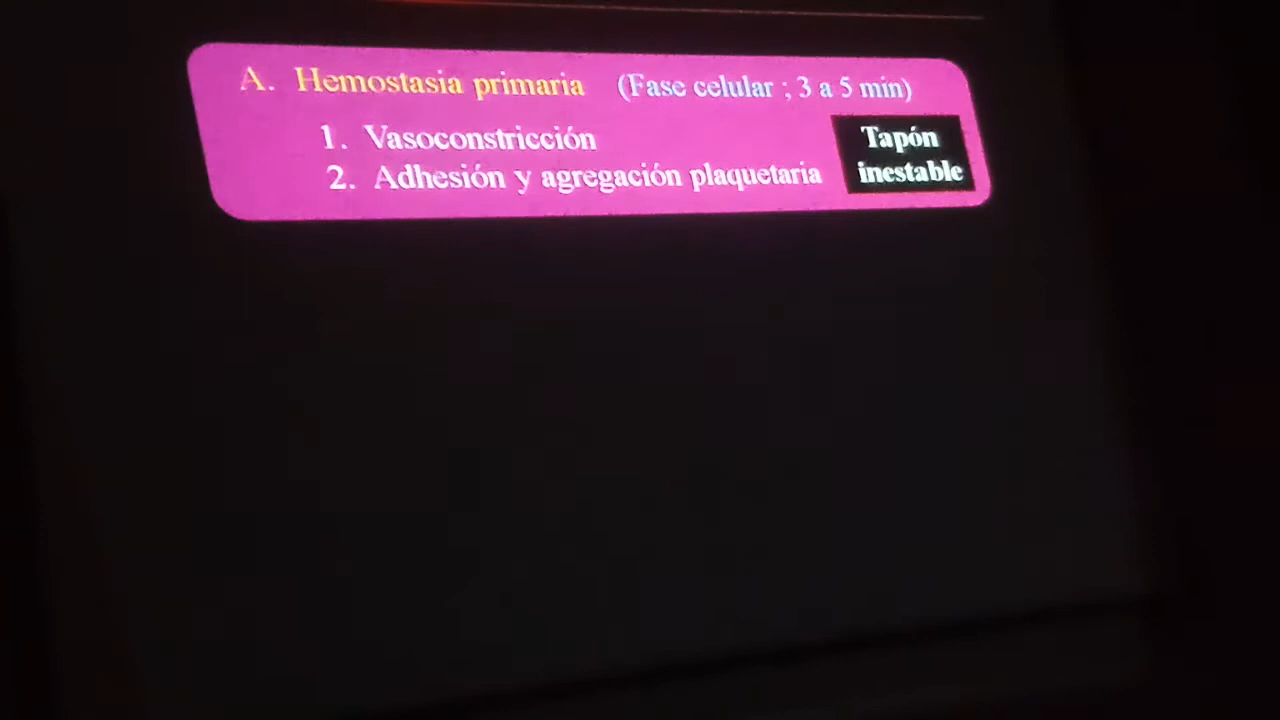 A. Hemostasia primaria (Fase celular ; 3 a 5 min)
1. Vasoconstricción
2. Adhesión y agregación plaquetaria
Tapón
inestable